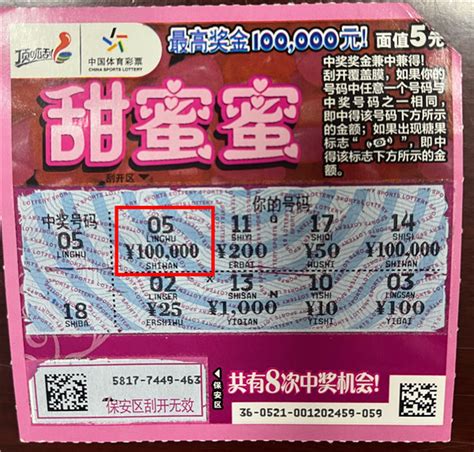 顶呱刮
中国体育彩票
CHINA SPORTS LOTTERY
最高奖金100,000元!
面值5元
甜蜜蜜
刮开区
中奖奖金兼中兼得!
刮开覆盖膜,如果你的
号码中任意一个号码与
中奖号码之一相同,
即中得该号码下方所示
的金额;如果出现糖果
标志“ ”,即中
得该标志下方所示的金
额。
中奖号码
你的号码
05
LINGWU
05
LINGWU
¥100,000
SHIWAN
11
SHIYI
¥200
ERBAI
17
SHIQI
¥50
WUSHI
14
SHISI
¥100,000
SHIWAN
18
SHIBA
02
LINGER
¥25
ERSHIWU
13
SHISAN
¥1,000
YIQIAN
10
YISHI
¥10
YISHI
03
LINGSAN
¥100
YIBAI
5817-7449-463
保安区刮开无效
保安区
共有8次中奖机会!
36-0521-001202459-059